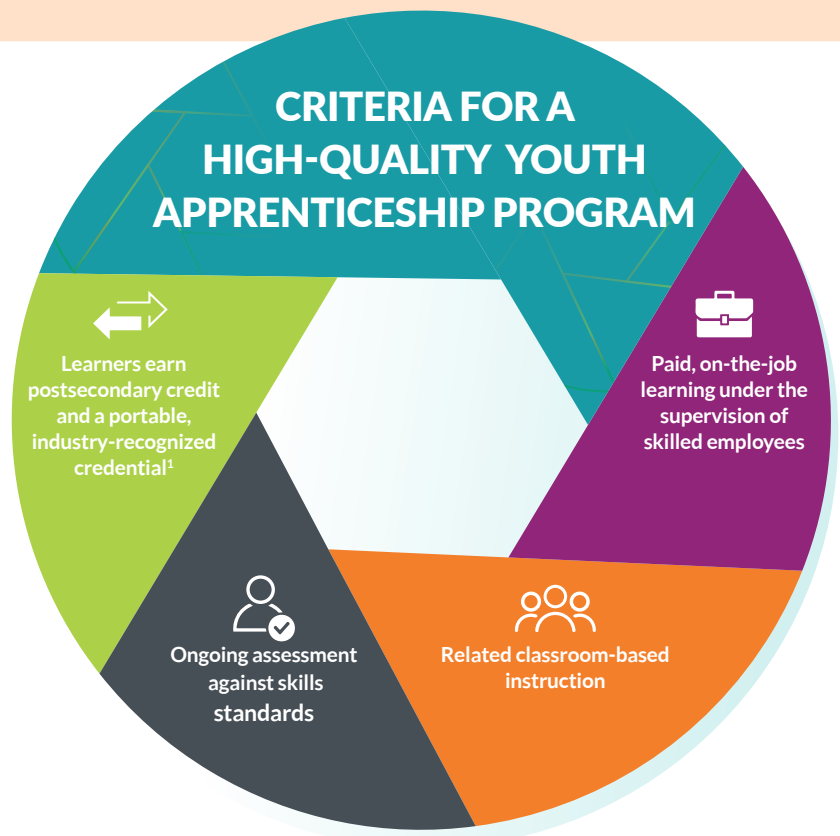 CRITERIA FOR A
HIGH-QUALITY YOUTH
APPRENTICESHIP PROGRAM
Paid, on-the-job
learning under the
supervision of
skilled employees
Related classroom-based
instruction
Ongoing assessment
against skills
standards
Learners earn
postsecondary credit
and a portable,
industry-recognized
credential¹